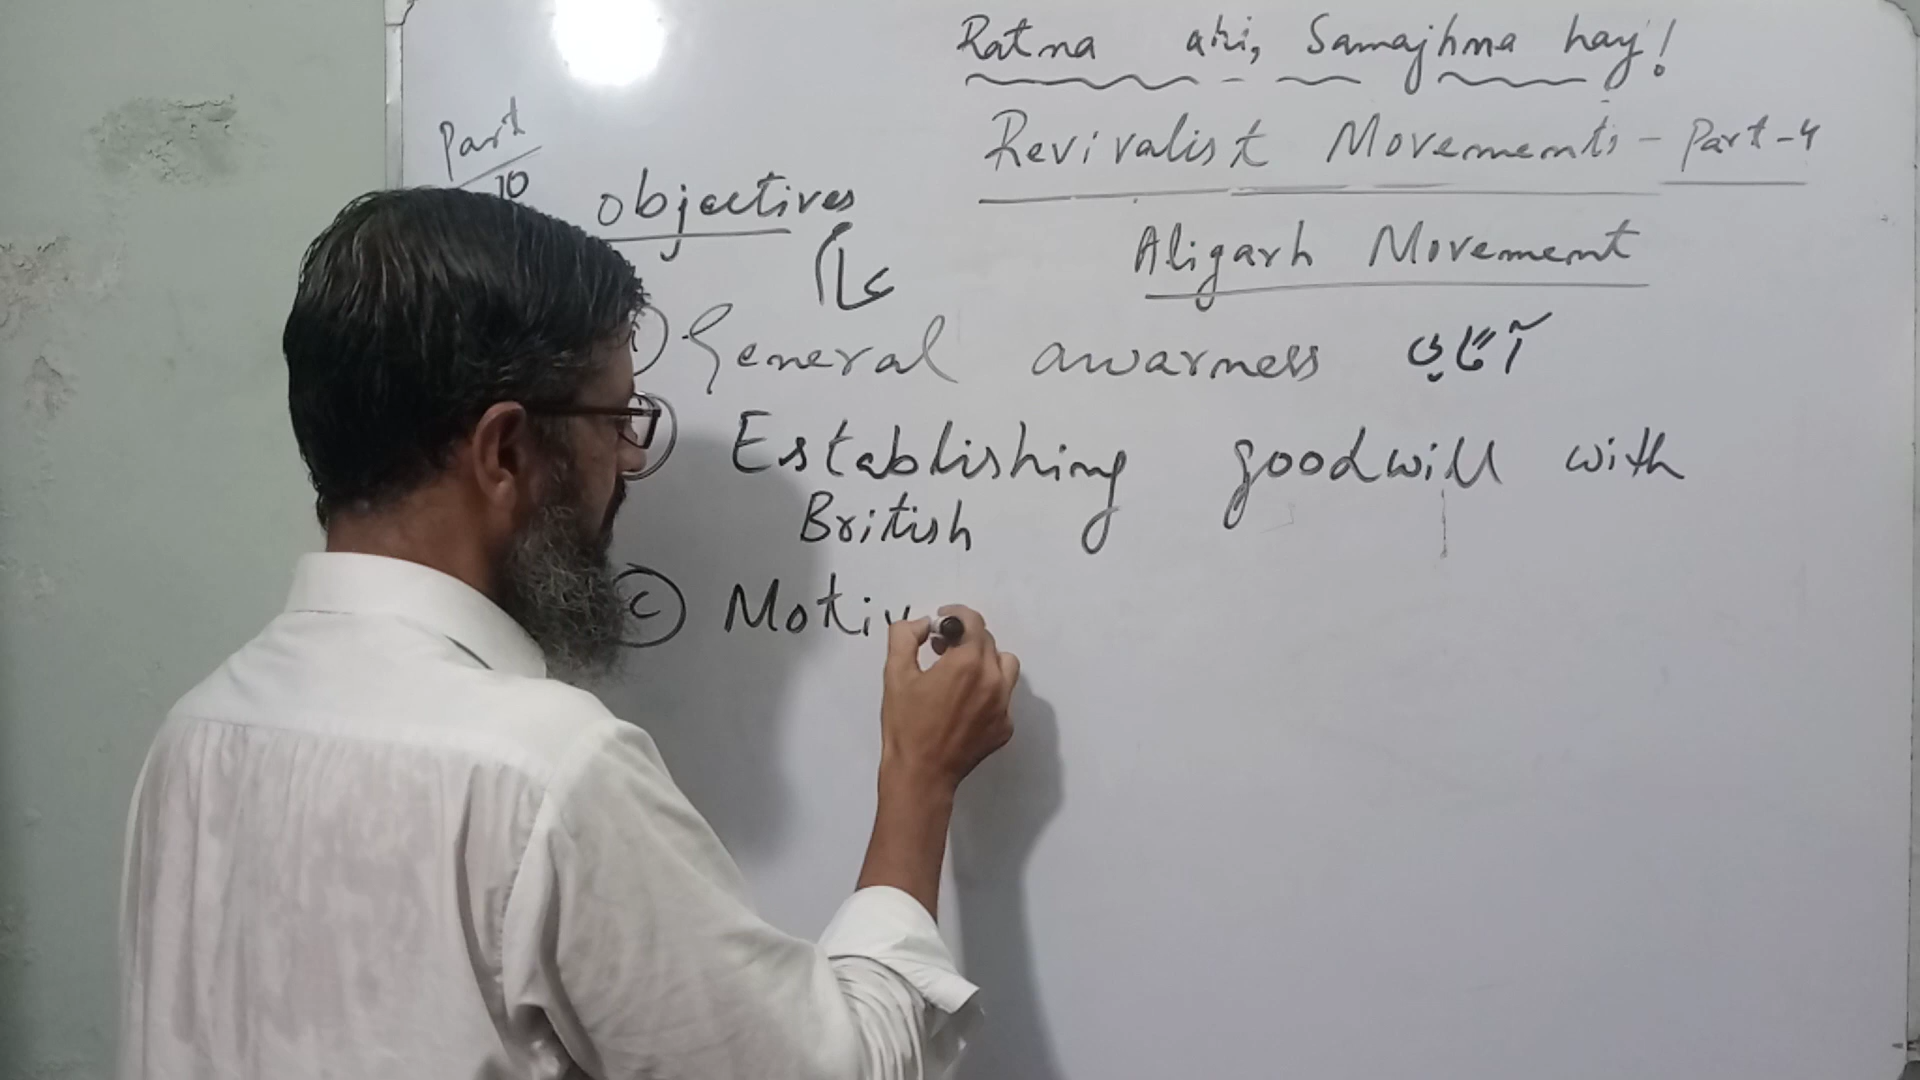 Ratna ahi, Samajhna hay!
Revivalist Movements - Part-4
Aligarh Movement
Part
10
objectives
General awarness
Establishing goodwill with
British
(c) Motiv